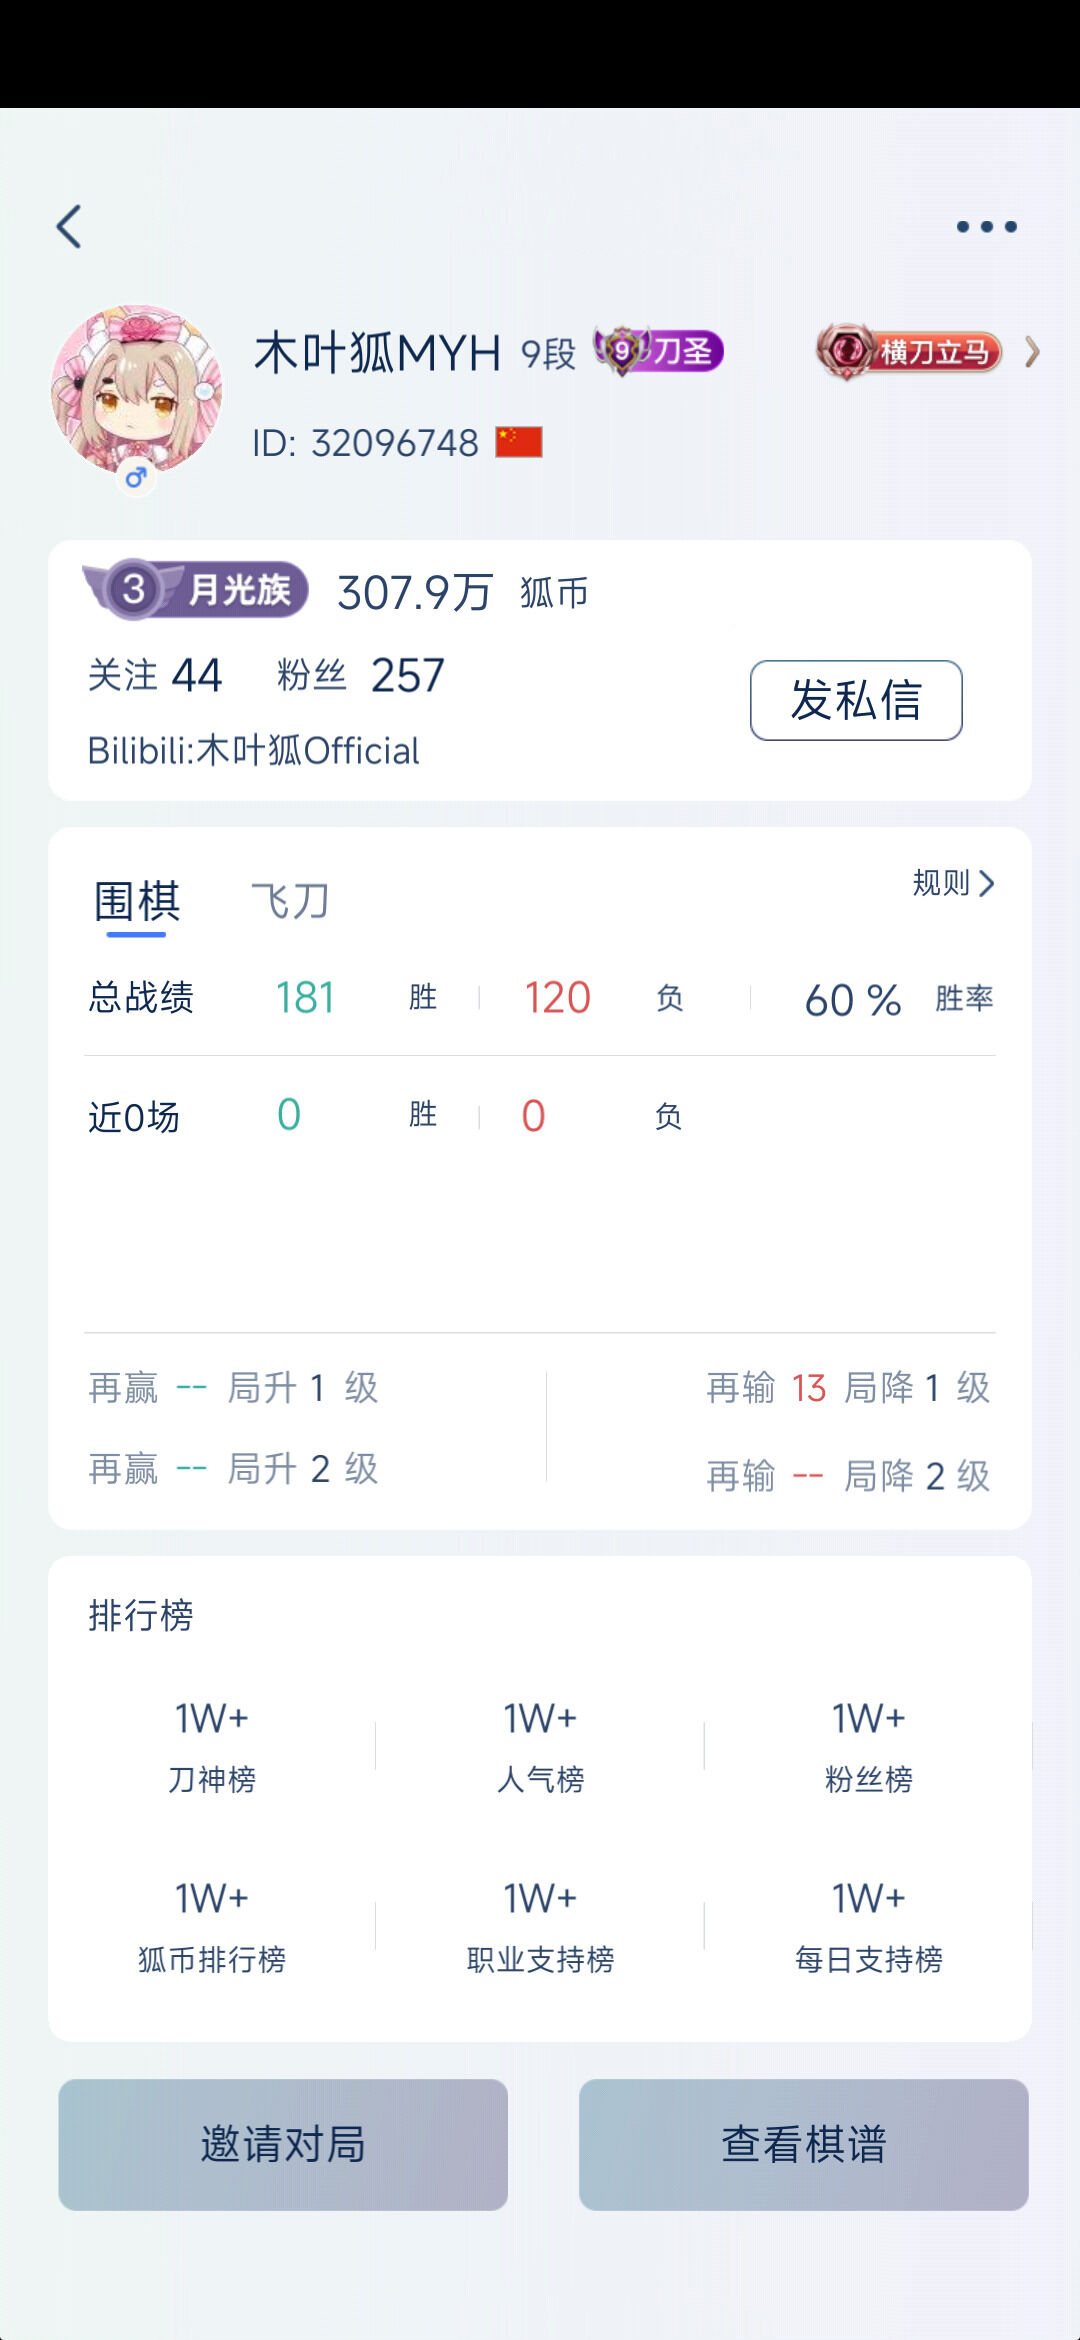 木叶狐MYH 9段 9 刀圣 横刀立马
ID: 32096748
3 月光族 307.9万 狐币
关注 44 粉丝 257
发私信
Bilibili:木叶狐Official
围棋 飞刀 规则
总战绩 181 胜 120 负 60 % 胜率
近0场 0 胜 0 负
再赢 -- 局升 1 级 再输 13 局降 1 级
再赢 -- 局升 2 级 再输 -- 局降 2 级
排行榜
1W+ 1W+ 1W+
刀神榜 人气榜 粉丝榜
1W+ 1W+ 1W+
狐币排行榜 职业支持榜 每日支持榜
邀请对局 查看棋谱